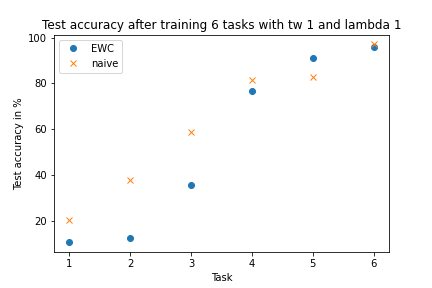 Test accuracy after training 6 tasks with tw 1 and lambda 1
EWC
naive
Test accuracy in %
100
80
60
40
20
1 2 3 4 5 6
Task